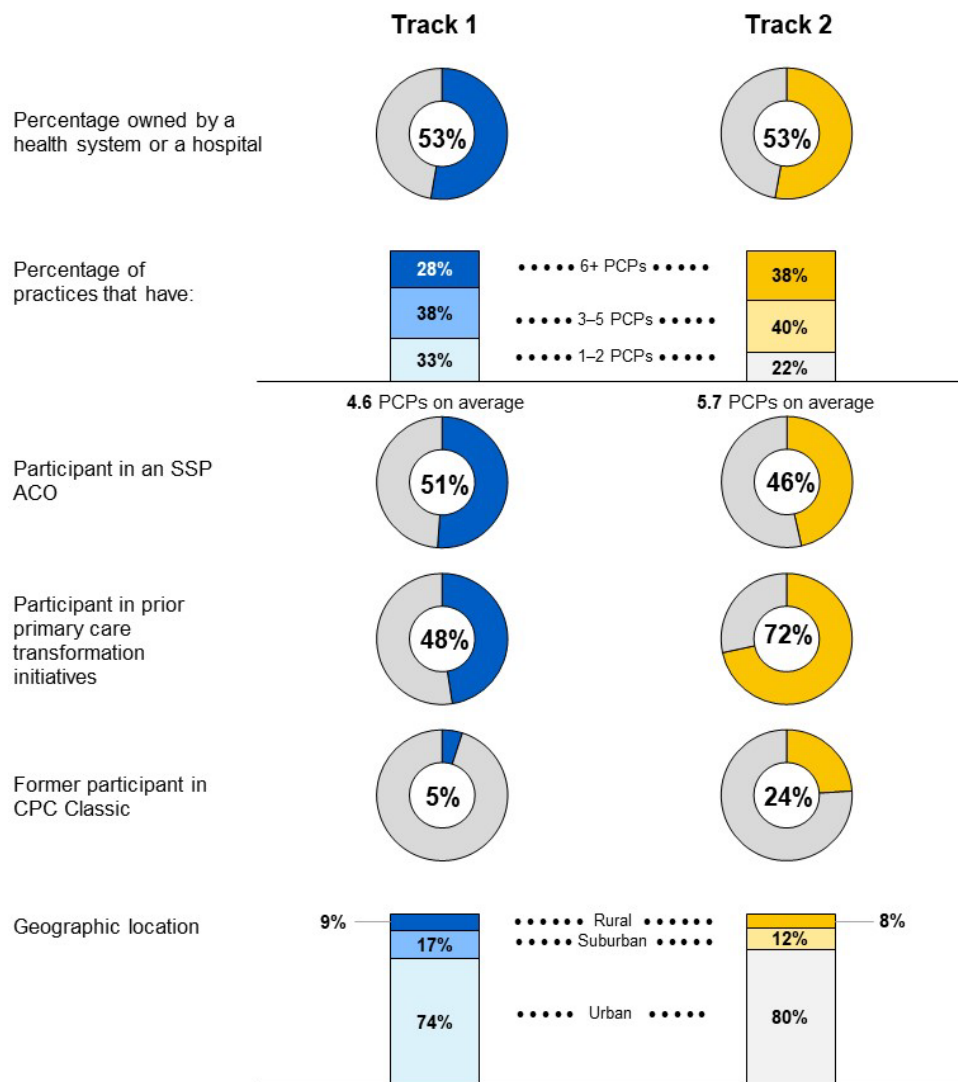 Track 1
Track 2
Percentage owned by a
health system or a hospital
53%
53%
Percentage of
practices that have:
28%
•••••6+ PCPs•••••
38%
38%
•••••3–5 PCPs•••••
40%
33%
•••••1–2 PCPs•••••
22%
4.6 PCPs on average
5.7 PCPs on average
Participant in an SSP
ACO
51%
46%
Participant in prior
primary care
transformation
initiatives
48%
72%
Former participant in
CPC Classic
5%
24%
Geographic location
9%
•••••Rural•••••
8%
17%
•••••Suburban•••••
12%
74%
•••••Urban•••••
80%